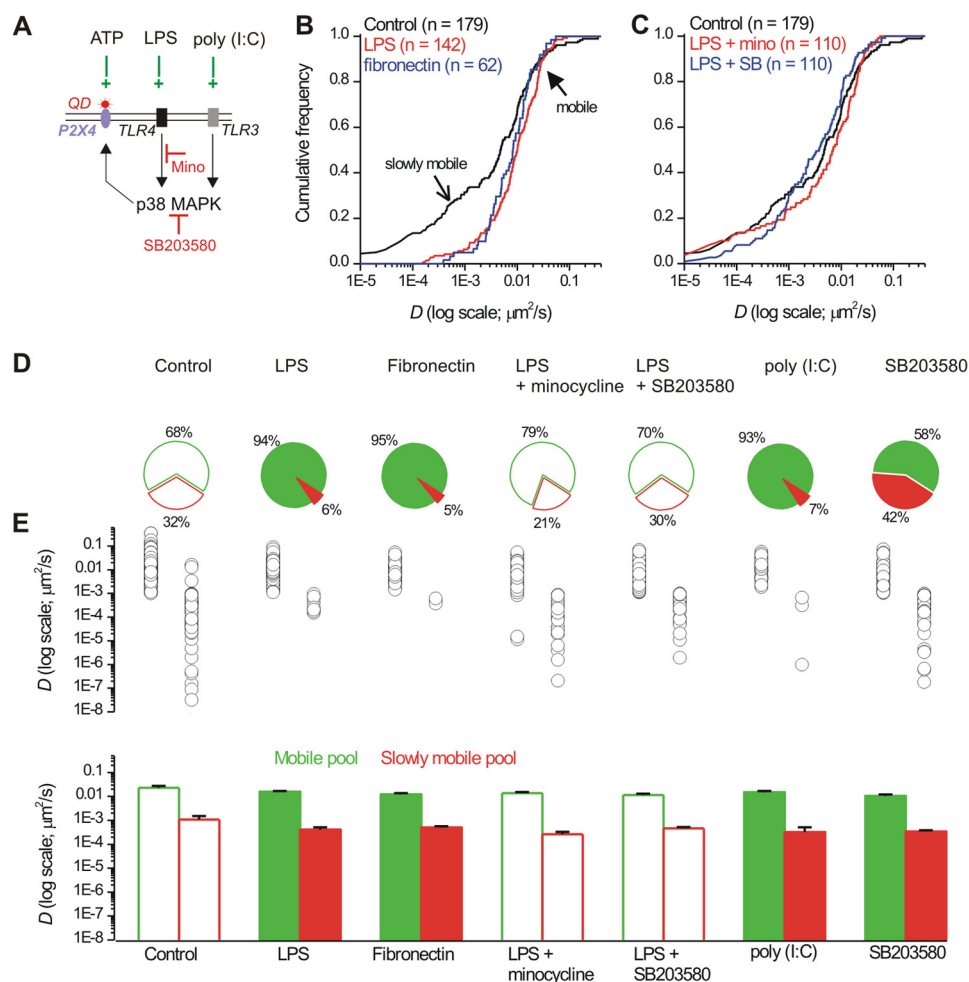 A
ATP LPS poly (I:C)
+ + +
QD
P2X4 TLR4 TLR3
Mino
p38 MAPK
SB203580
B
Control (n = 179)
LPS (n = 142)
fibronectin (n = 62)
mobile
slowly mobile
Cumulative frequency
1.0
0.8
0.6
0.4
0.2
0.0
1E-5 1E-4 1E-3 0.01 0.1
D (log scale; μm²/s)
C
Control (n = 179)
LPS + mino (n = 110)
LPS + SB (n = 110)
1.0
0.8
0.6
0.4
0.2
0.0
1E-5 1E-4 1E-3 0.01 0.1
D (log scale; μm²/s)
D
Control LPS Fibronectin LPS + minocycline LPS + SB203580 poly (I:C) SB203580
68% 94% 95% 79% 70% 93% 58%
32% 6% 5% 21% 30% 7% 42%
E
D (log scale; μm²/s)
0.1
0.01
1E-3
1E-4
1E-5
1E-6
1E-7
1E-8
Mobile pool Slowly mobile pool
D (log scale; μm²/s)
0.1
0.01
1E-3
1E-4
1E-5
1E-6
1E-7
1E-8
Control LPS Fibronectin LPS + minocycline LPS + SB203580 poly (I:C) SB203580